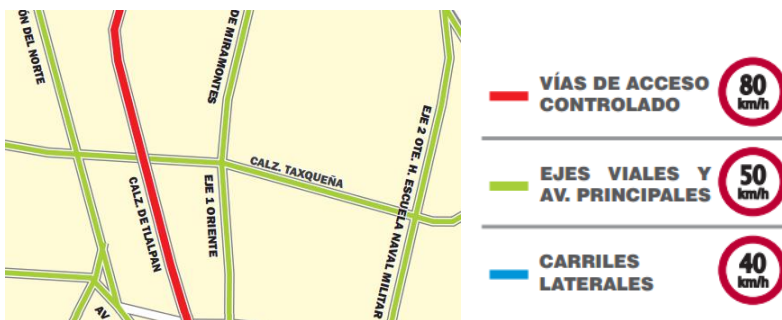 ÓN DEL NORTE
DE MIRAMONTES
EJE 2 OTE. H. ESCUELA NAVAL MILITAR
CALZ. TAXQUEÑA
CALZ. DE TLALPAN
EJE 1 ORIENTE
AV
VÍAS DE ACCESO
CONTROLADO
80
km/h
EJES VIALES Y
AV. PRINCIPALES
50
km/h
CARRILES
LATERALES
40
km/h